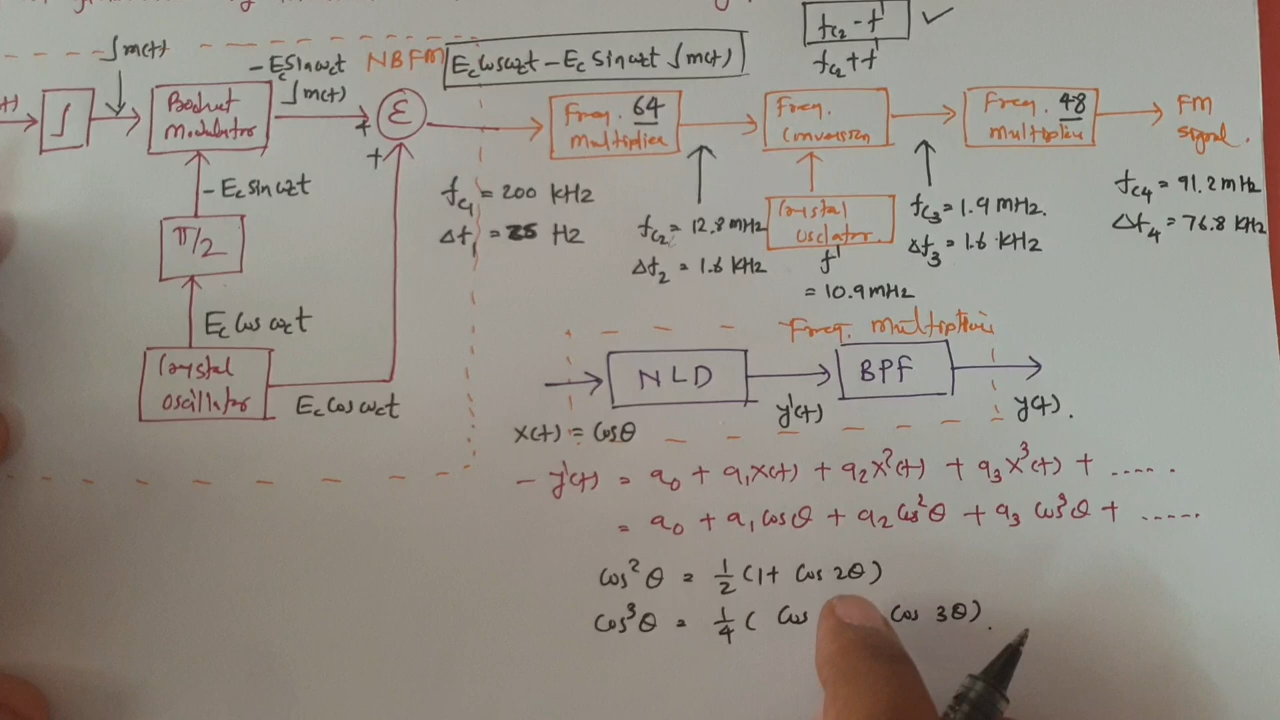 fc2 - f' ✓
fc2 + f'
∫m(t)
- Ec Sinωct ∫m(t)
NBFM
Ec Cosωct - Ec Sinωct ∫m(t)
∫
Product modulator
Σ
+
+
Freq. 64 multiplier
Freq. Conversion
Freq. 48 multiplier
FM signal.
- Ec sin ωct
π/2
fc1 = 200 KHz
Δf1 = 25 Hz
fc2 = 12.8 mHz
Δf2 = 1.6 KHz
Crystal Osclator.
f' = 10.9 mHz
fc3 = 1.9 mHz.
Δf3 = 1.6 KHz
fc4 = 91.2 mHz
Δf4 = 76.8 KHz
Ec Cos ωct
Crystal oscillator
Ec Cos ωct
Freq. multiplier
NLD
BPF
x(t) = Cosθ
y'(t)
y(t).
- y'(t) = a0 + a1x(t) + a2x²(t) + a3x³(t) + .....
= a0 + a1 cosθ + a2 Cos²θ + a3 Cos³θ + .....
Cos²θ = 1/2 (1 + Cos 2θ)
Cos³θ = 1/4 ( Cos Cos 3θ).